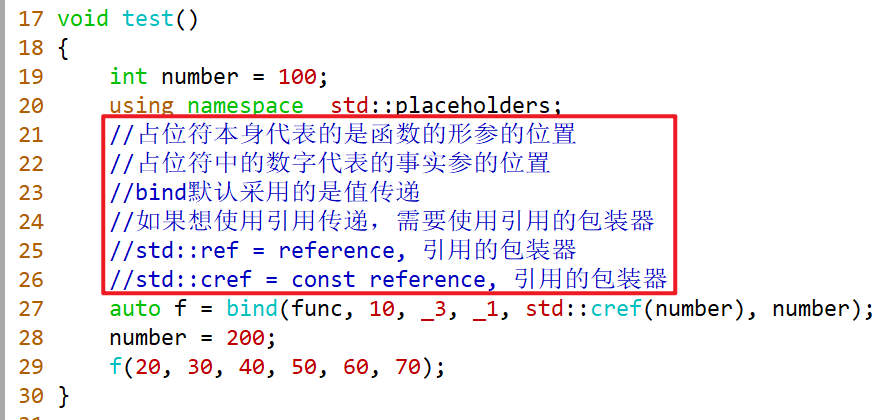 17 void test()
18 {
19     int number = 100;
20     using namespace  std::placeholders;
21     //占位符本身代表的是函数的形参的位置
22     //占位符中的数字代表的事实参的位置
23     //bind默认采用的是值传递
24     //如果想使用引用传递，需要使用引用的包装器
25     //std::ref = reference, 引用的包装器
26     //std::cref = const reference, 引用的包装器
27     auto f = bind(func, 10, _3, _1, std::cref(number), number);
28     number = 200;
29     f(20, 30, 40, 50, 60, 70);
30 }